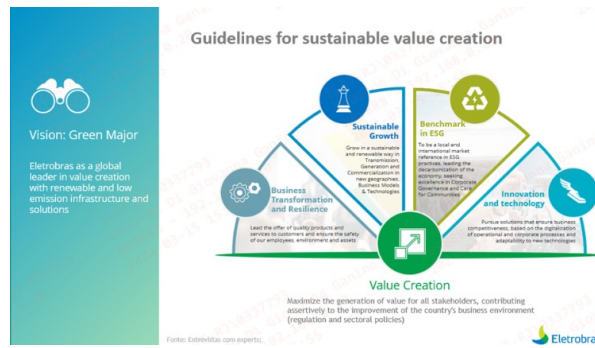 Guidelines for sustainable value creation
Vision: Green Major
Eletrobras as a global
leader in value creation
with renewable and low
emission infrastructure and
solutions
Business
Transformation
and Resilience
Lead the offer of quality products and
services to customers and ensure the safety
of our employees, environment and assets
Sustainable
Growth
Grow in a sustainable
and renewable way in
Transmission,
Generation and
Commercialization in
new geographies,
Business Models
& Technologies
Benchmark
in ESG
To be a local and
international market
reference in ESG
practices, leading the
decarbonization of the
economy, seeking
excellence in Corporate
Governance and Care
for Communities
Innovation
and technology
Pursue solutions that ensure business
competitiveness, based on the digitalization
of operational and corporate processes and
adaptability to new technologies
Value Creation
Maximize the generation of value for all stakeholders, contributing
assertively to the improvement of the country's business environment
(regulation and sectoral policies)
Fonte: Entrevistas com experts;
Eletrobra